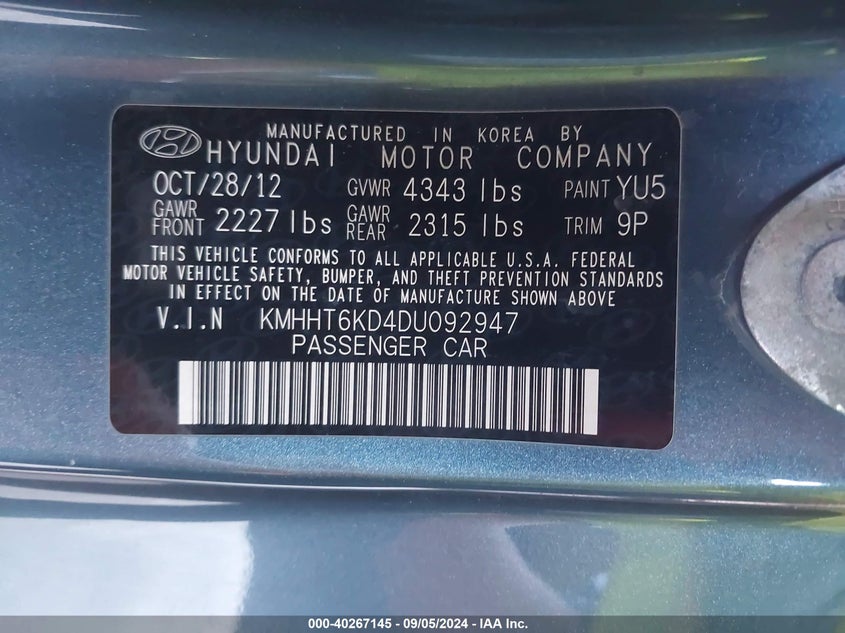 MANUFACTURED IN KOREA BY
HYUNDAI MOTOR COMPANY
OCT/28/12 GVWR 4343 lbs PAINT YU5
GAWR FRONT 2227 lbs GAWR REAR 2315 lbs TRIM 9P
THIS VEHICLE CONFORMS TO ALL APPLICABLE U.S.A. FEDERAL
MOTOR VEHICLE SAFETY, BUMPER, AND THEFT PREVENTION STANDARDS
IN EFFECT ON THE DATE OF MANUFACTURE SHOWN ABOVE
V.I.N KMHHT6KD4DU092947
PASSENGER CAR
000-40267145 - 09/05/2024 - IAA Inc.